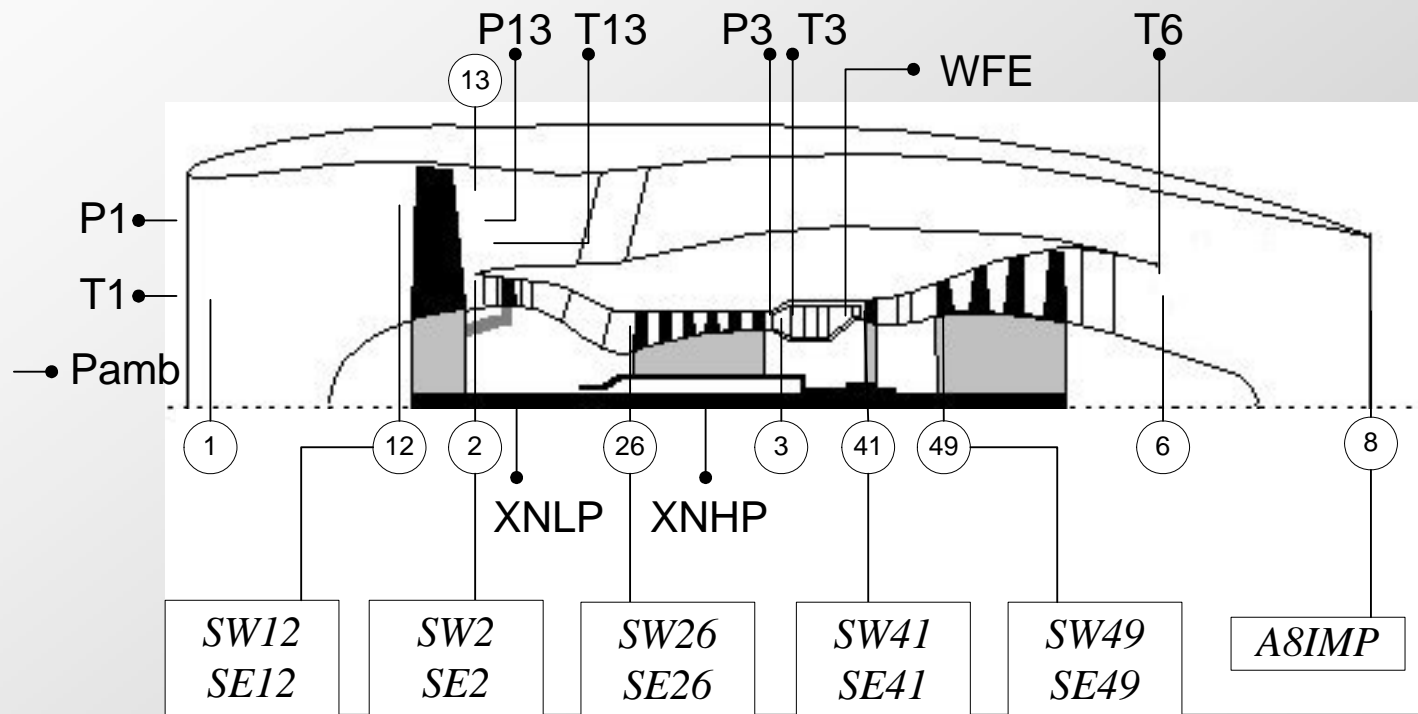 P13 T13 P3 T3 T6
WFE
13
P1
T1
Pamb
1 12 2 26 3 41 49 6 8
XNLP XNHP
SW12 SW2 SW26 SW41 SW49 A8IMP
SE12 SE2 SE26 SE41 SE49